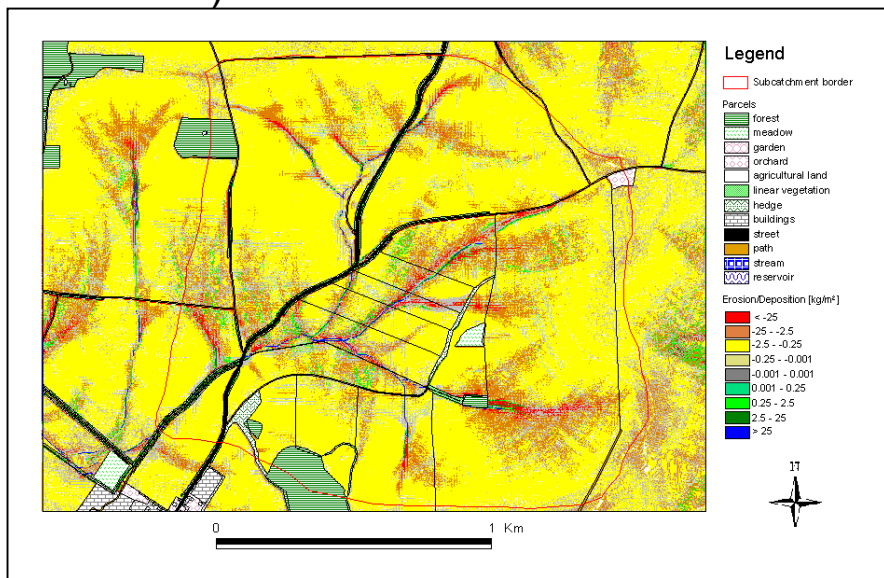 Legend
Subcatchment border
Parcels
forest
meadow
garden
orchard
agricultural land
linear vegetation
hedge
buildings
street
path
stream
reservoir
Erosion/Deposition [kg/m²]
< -25
-25 - -2.5
-2.5 - -0.25
-0.25 - -0.001
-0.001 - 0.001
0.001 - 0.25
0.25 - 2.5
2.5 - 25
> 25
0 1 Km